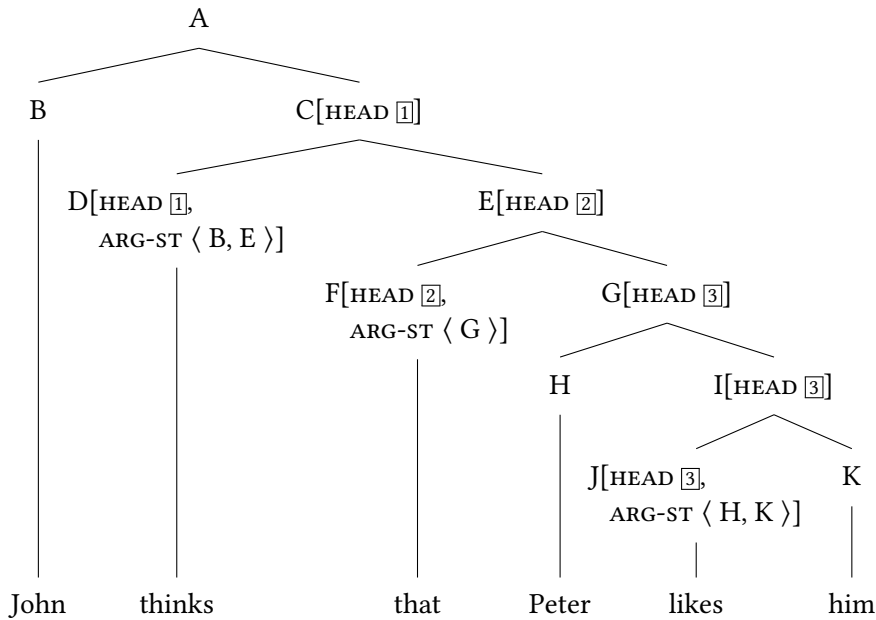 A
B C[HEAD 1]
D[HEAD 1, E[HEAD 2]
ARG-ST ⟨ B, E ⟩]
F[HEAD 2, G[HEAD 3]
ARG-ST ⟨ G ⟩]
H I[HEAD 3]
J[HEAD 3, K
ARG-ST ⟨ H, K ⟩]
John thinks that Peter likes him